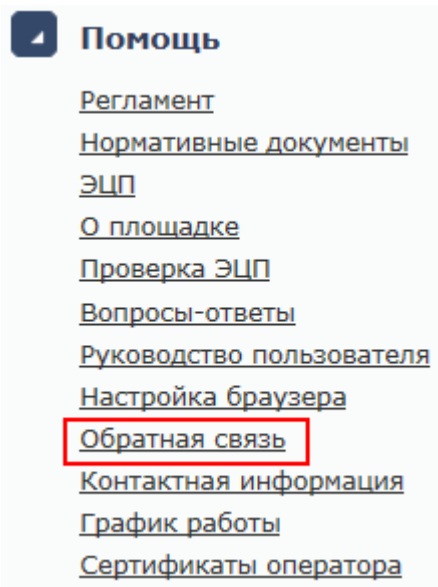 Помощь
Регламент
Нормативные документы
ЭЦП
О площадке
Проверка ЭЦП
Вопросы-ответы
Руководство пользователя
Настройка браузера
Обратная связь
Контактная информация
График работы
Сертификаты оператора